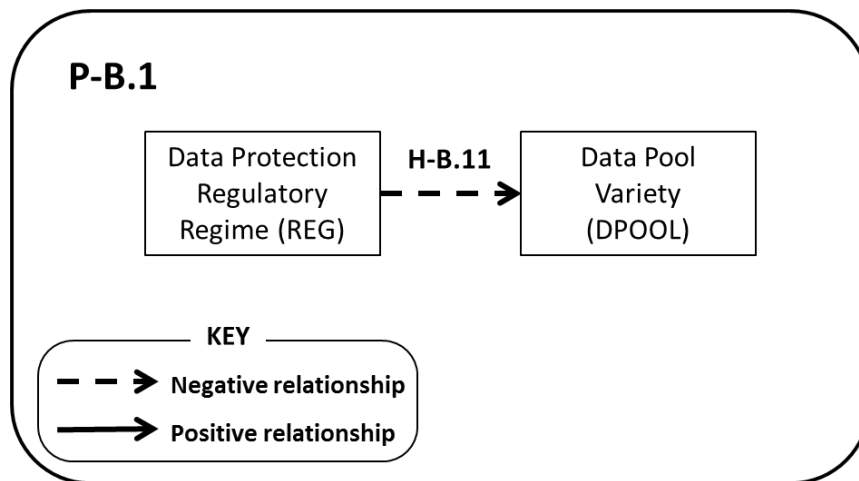 P-B.1
Data Protection
Regulatory
Regime (REG)
H-B.11
Data Pool
Variety
(DPOOL)
KEY
Negative relationship
Positive relationship